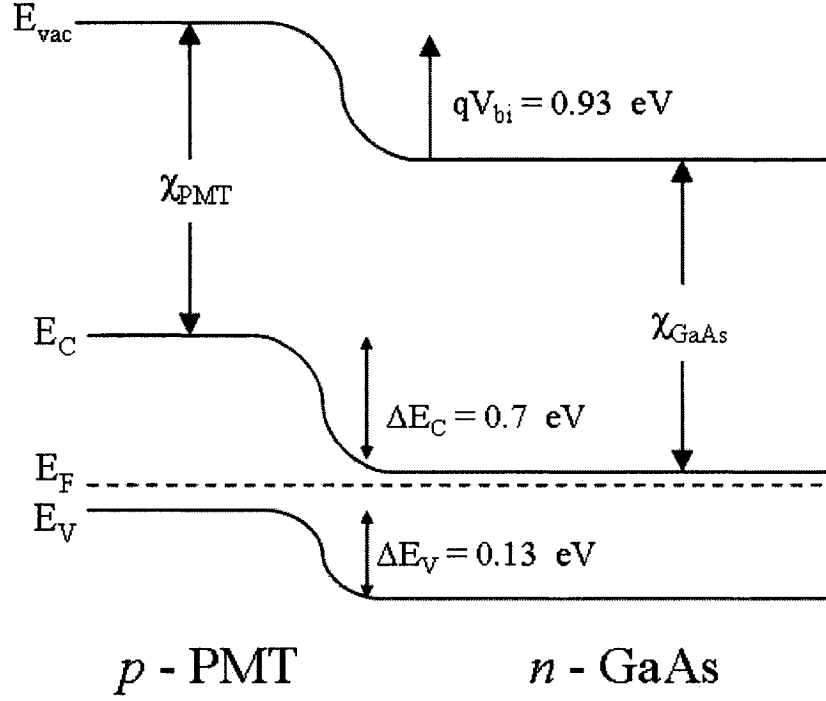 E_vac
qV_bi = 0.93 eV
χ_PMT
E_C
χ_GaAs
ΔE_C = 0.7 eV
E_F
E_V
ΔE_V = 0.13 eV
p - PMT
n - GaAs